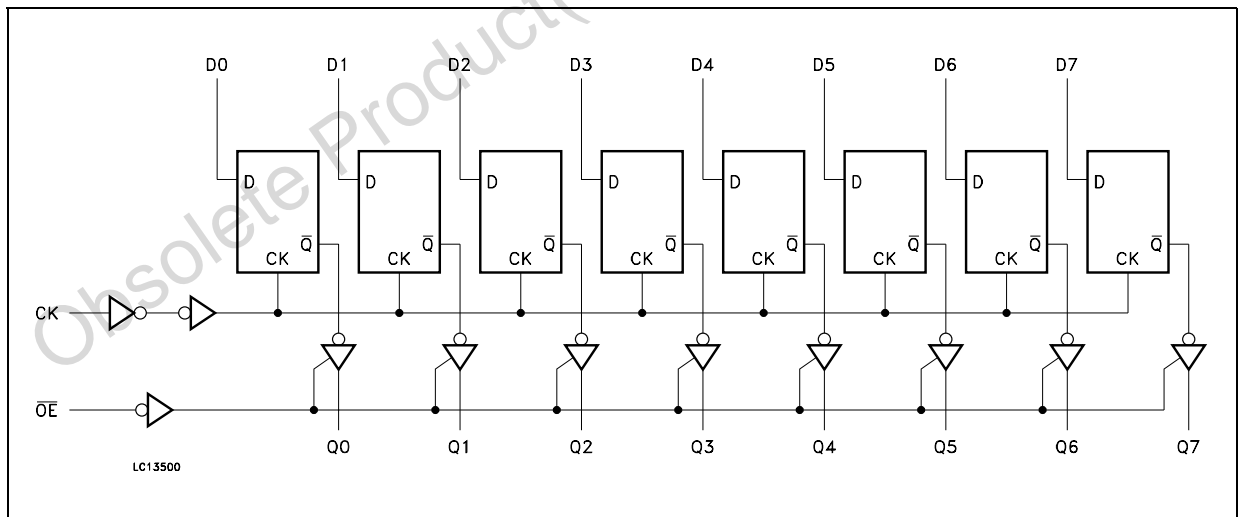 Obsolete Product(
D0 D1 D2 D3 D4 D5 D6 D7
D D D D D D D D
Q̅ Q̅ Q̅ Q̅ Q̅ Q̅ Q̅ Q̅
CK CK CK CK CK CK CK CK
CK
O̅E̅
Q0 Q1 Q2 Q3 Q4 Q5 Q6 Q7
LC13500